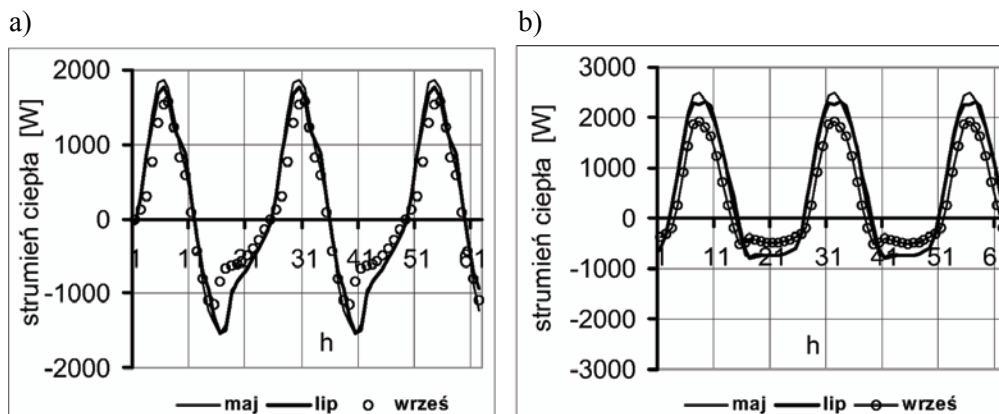 a)
b)
strumień ciepła [W]
2000
1000
0
-1000
-2000
1 11 21 31 41 51 61
h
maj lip wrześ
strumień ciepła [W]
3000
2000
1000
0
-1000
-2000
-3000
1 11 21 31 41 51 6
h
maj lip wrześ